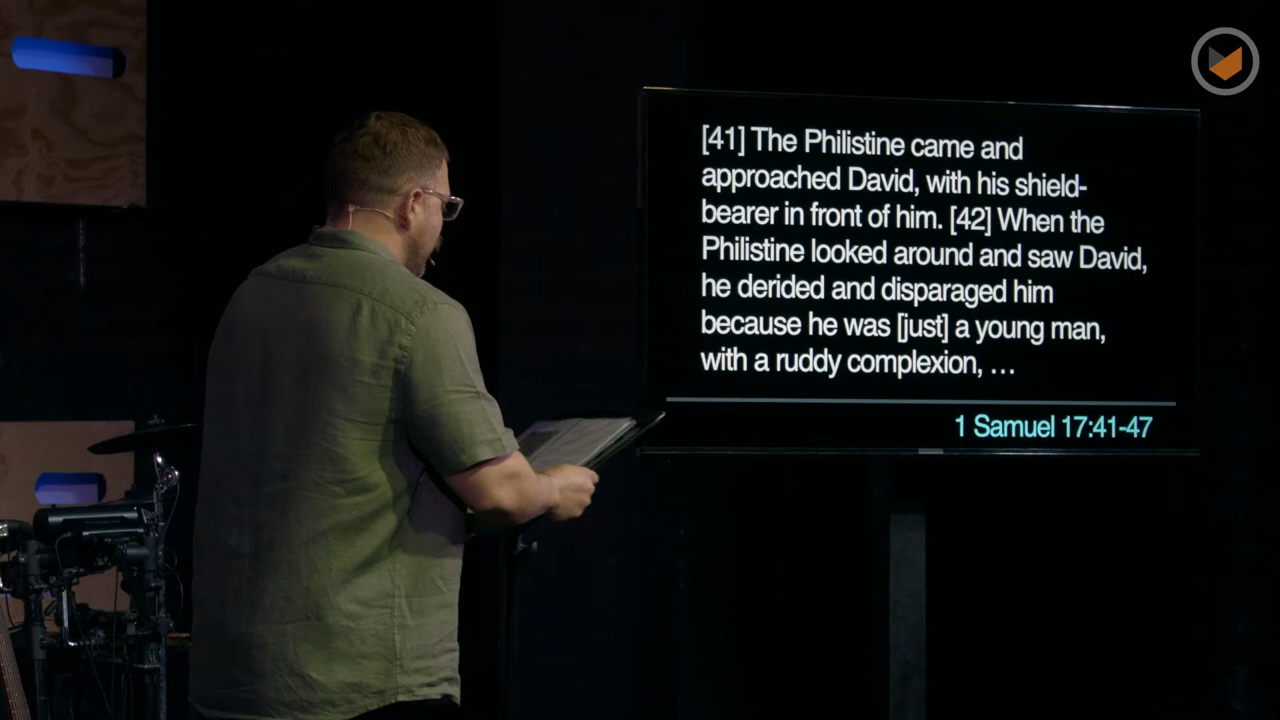 [41] The Philistine came and
approached David, with his shield-
bearer in front of him. [42] When the
Philistine looked around and saw David,
he derided and disparaged him
because he was [just] a young man,
with a ruddy complexion, …
1 Samuel 17:41-47